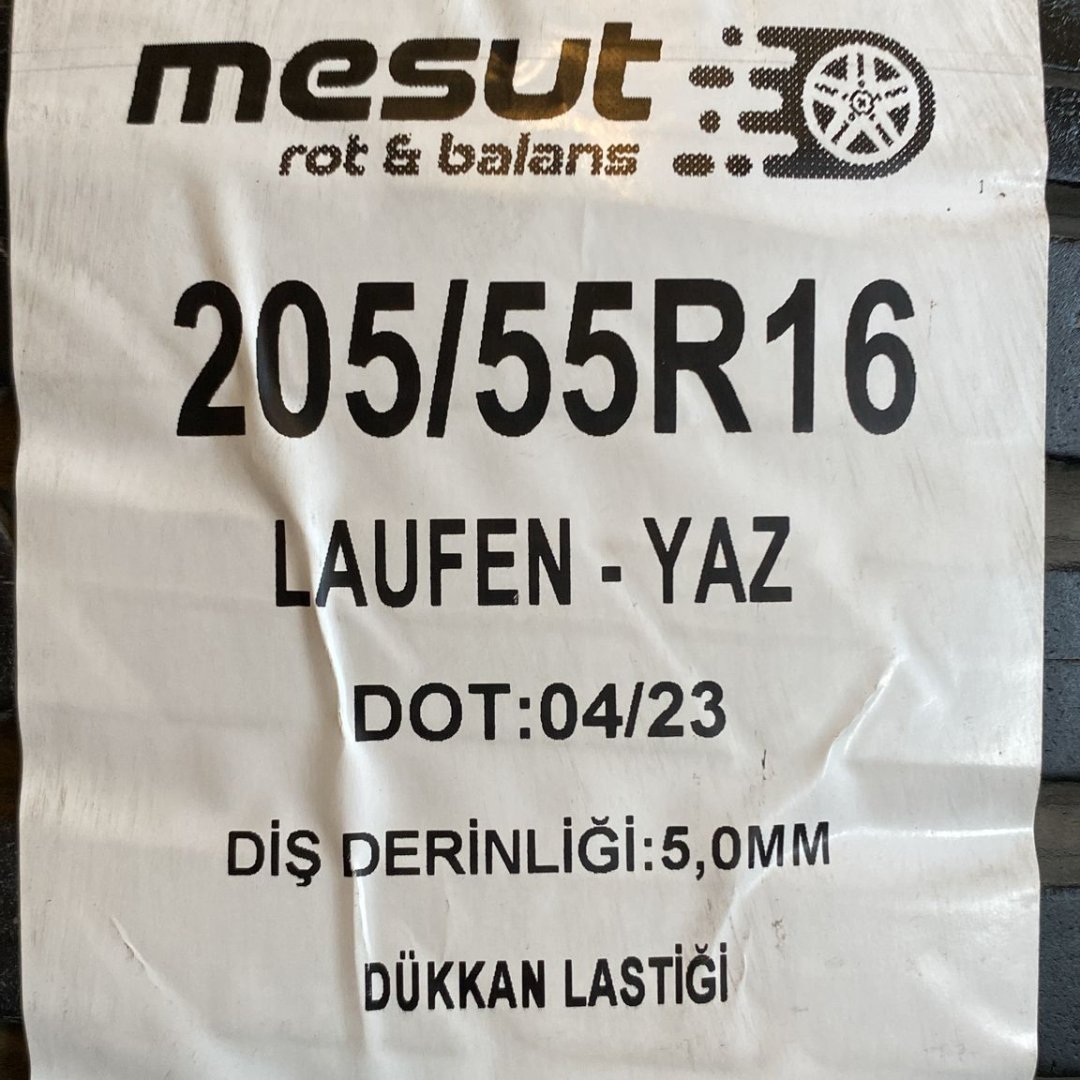 mesut
rot & balans
205/55R16
LAUFEN - YAZ
DOT:04/23
DİŞ DERİNLİĞİ:5,0MM
DÜKKAN LASTİĞİ